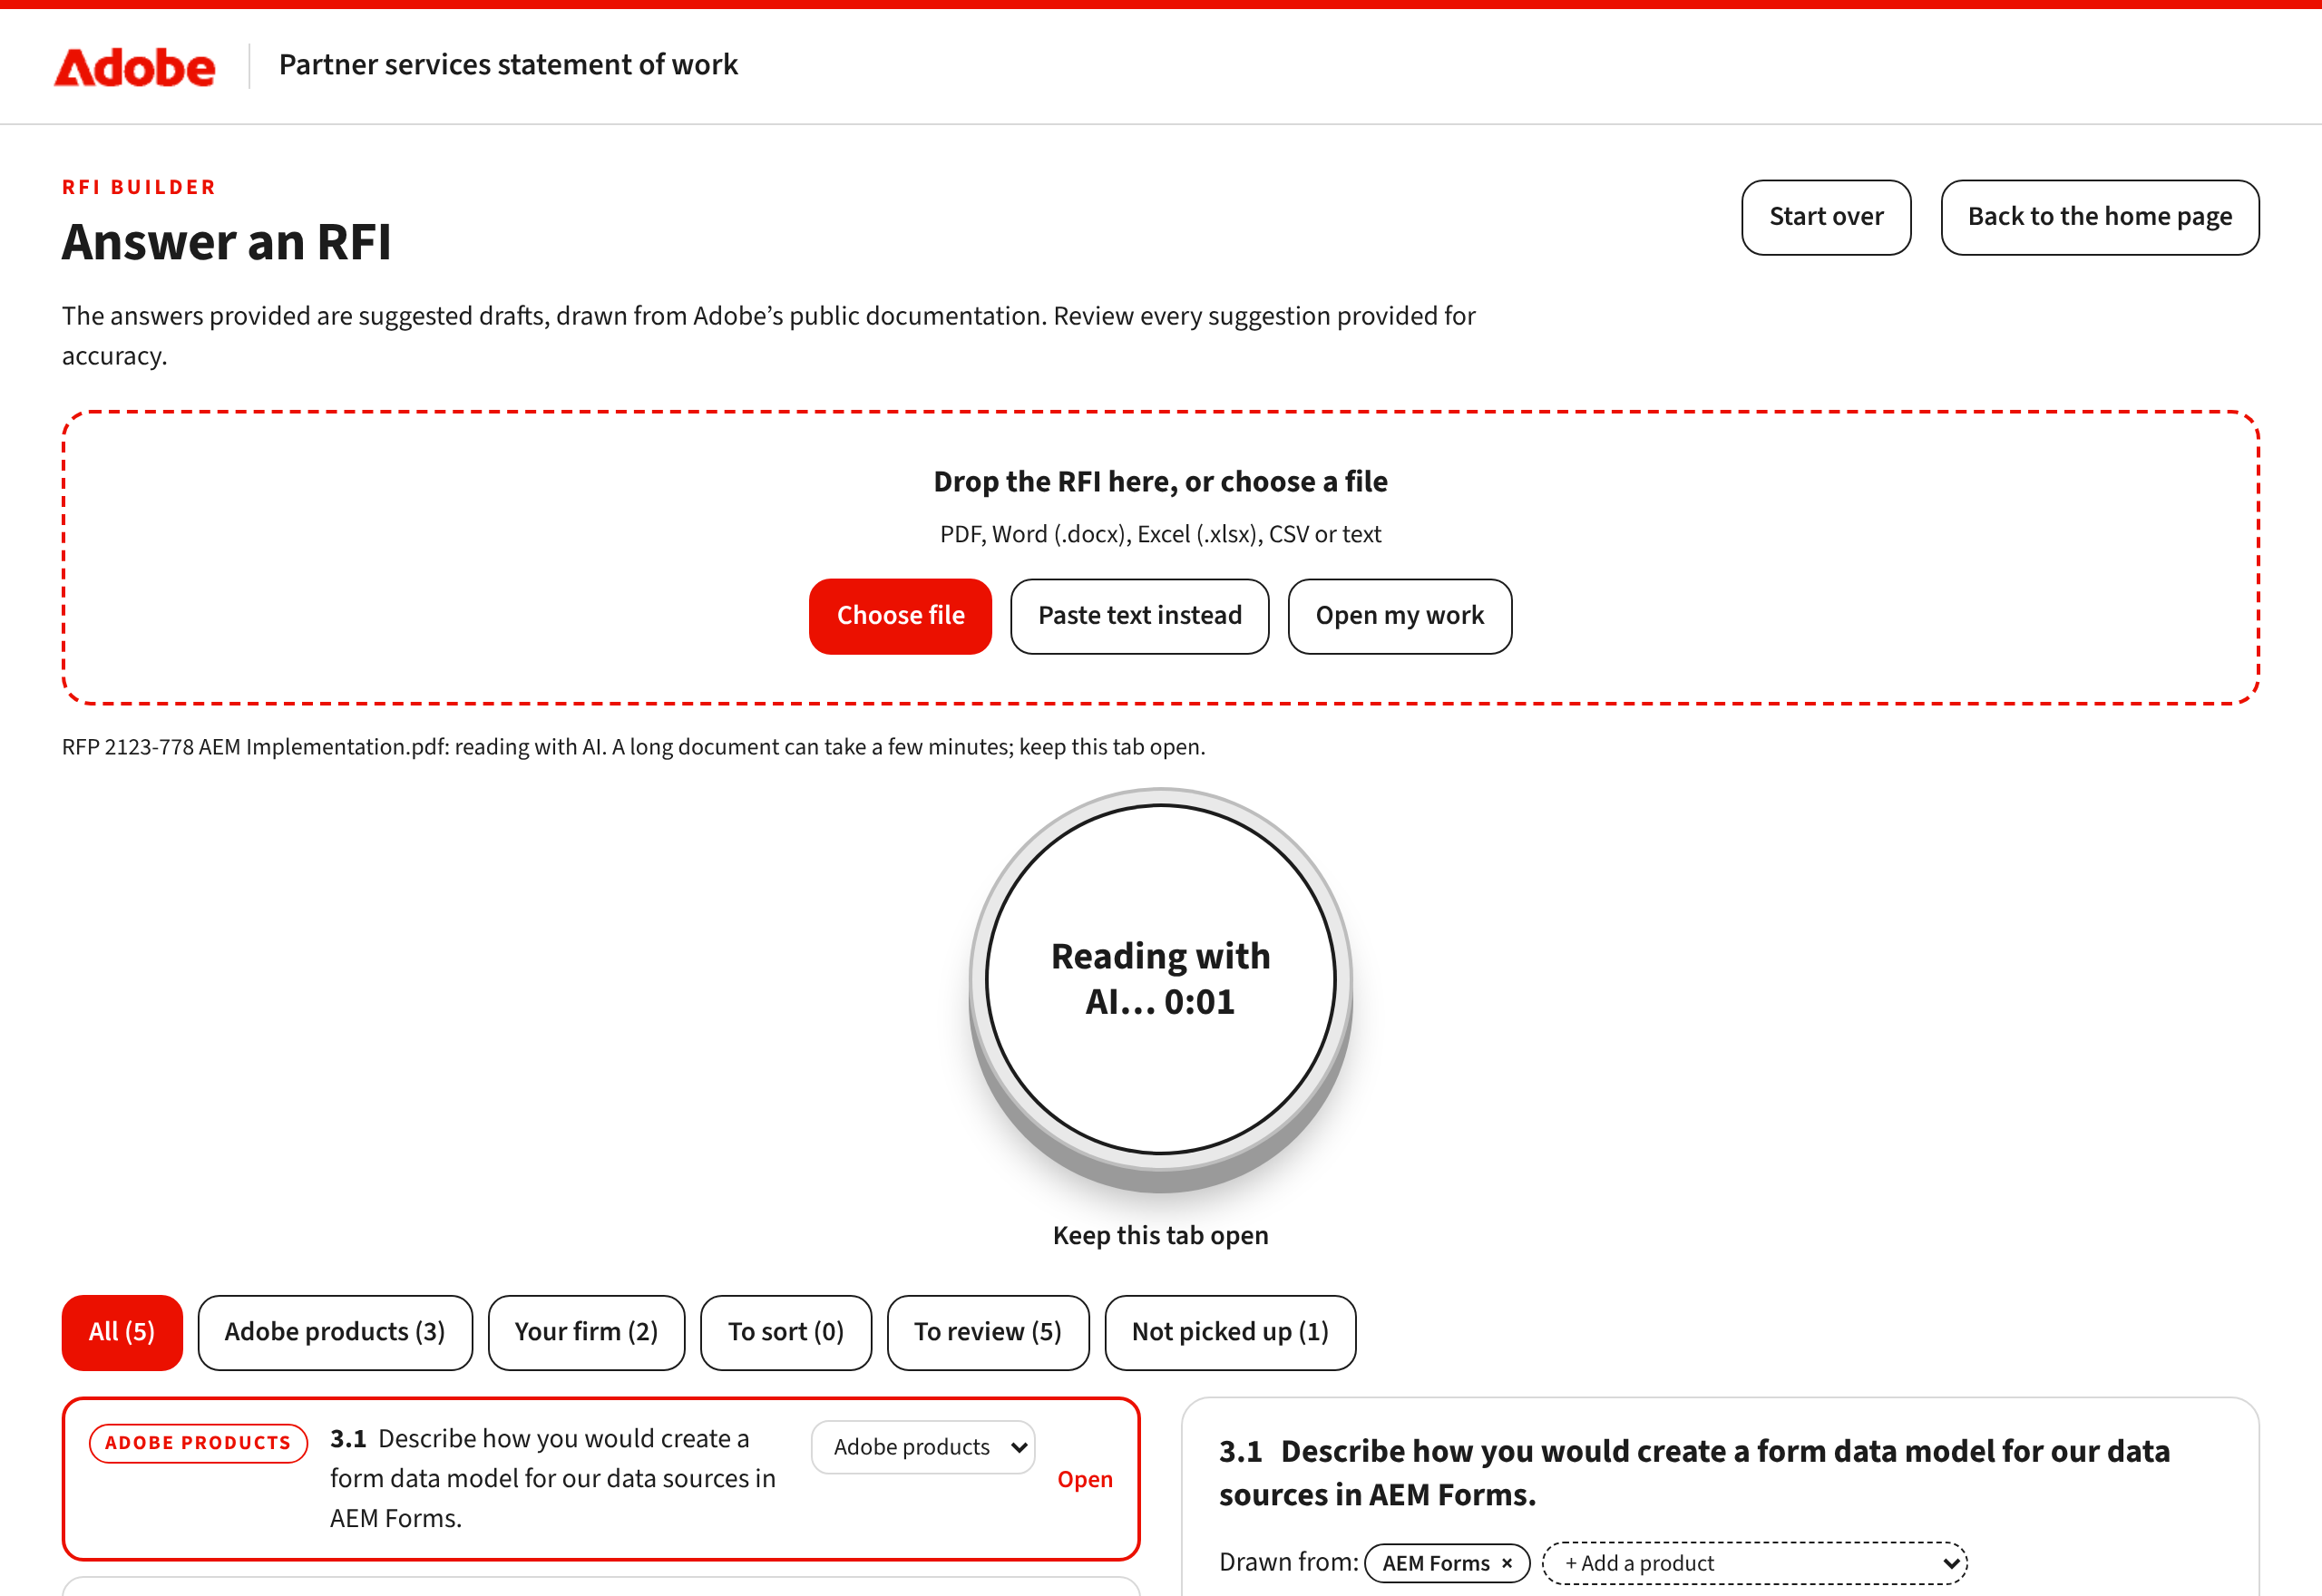 Adobe
Partner services statement of work
RFI BUILDER
Answer an RFI
Start over
Back to the home page
The answers provided are suggested drafts, drawn from Adobe’s public documentation. Review every suggestion provided for
accuracy.
Drop the RFI here, or choose a file
PDF, Word (.docx), Excel (.xlsx), CSV or text
Choose file
Paste text instead
Open my work
RFP 2123-778 AEM Implementation.pdf: reading with AI. A long document can take a few minutes; keep this tab open.
Reading with
AI… 0:01
Keep this tab open
All (5)
Adobe products (3)
Your firm (2)
To sort (0)
To review (5)
Not picked up (1)
ADOBE PRODUCTS
3.1 Describe how you would create a
form data model for our data sources in
AEM Forms.
Adobe products
Open
3.1 Describe how you would create a form data model for our data
sources in AEM Forms.
Drawn from: AEM Forms × + Add a product